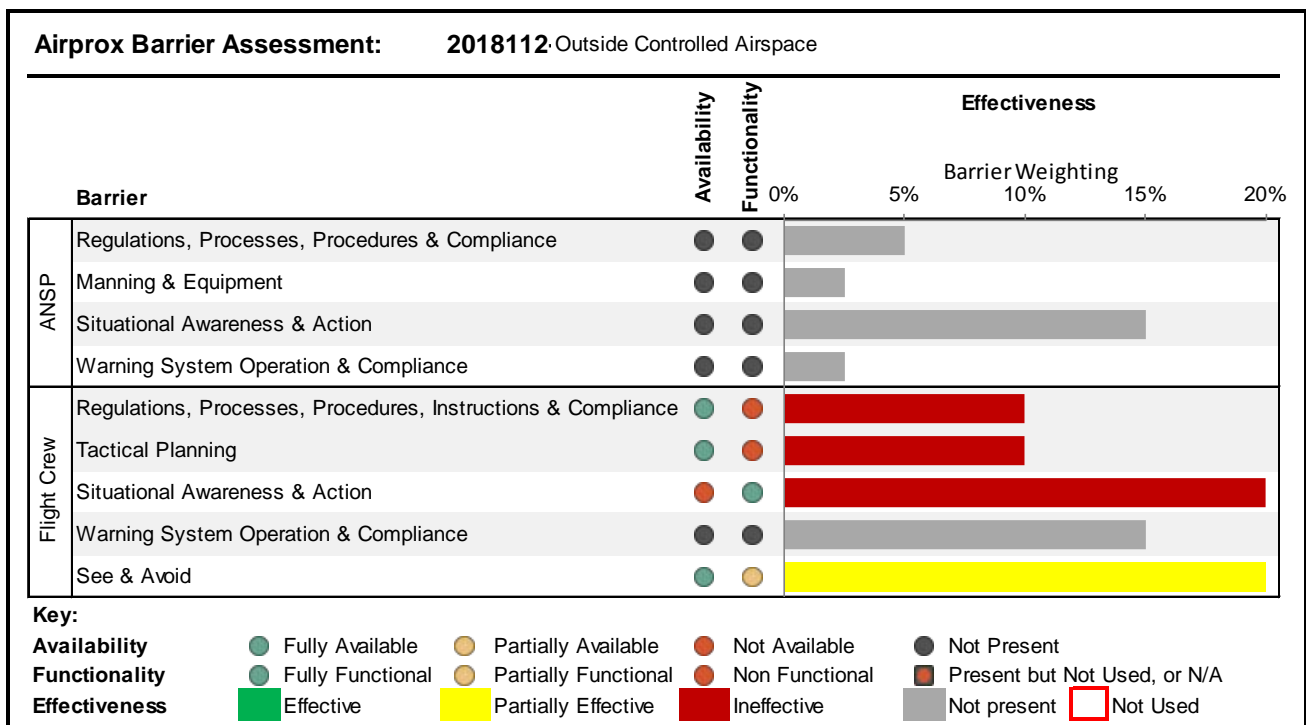 Airprox Barrier Assessment: 2018112 Outside Controlled Airspace
Availability
Functionality
Effectiveness
Barrier Weighting
Barrier
0% 5% 10% 15% 20%
ANSP
Regulations, Processes, Procedures & Compliance
Manning & Equipment
Situational Awareness & Action
Warning System Operation & Compliance
Flight Crew
Regulations, Processes, Procedures, Instructions & Compliance
Tactical Planning
Situational Awareness & Action
Warning System Operation & Compliance
See & Avoid
Key:
Availability Fully Available Partially Available Not Available Not Present
Functionality Fully Functional Partially Functional Non Functional Present but Not Used, or N/A
Effectiveness Effective Partially Effective Ineffective Not present Not Used